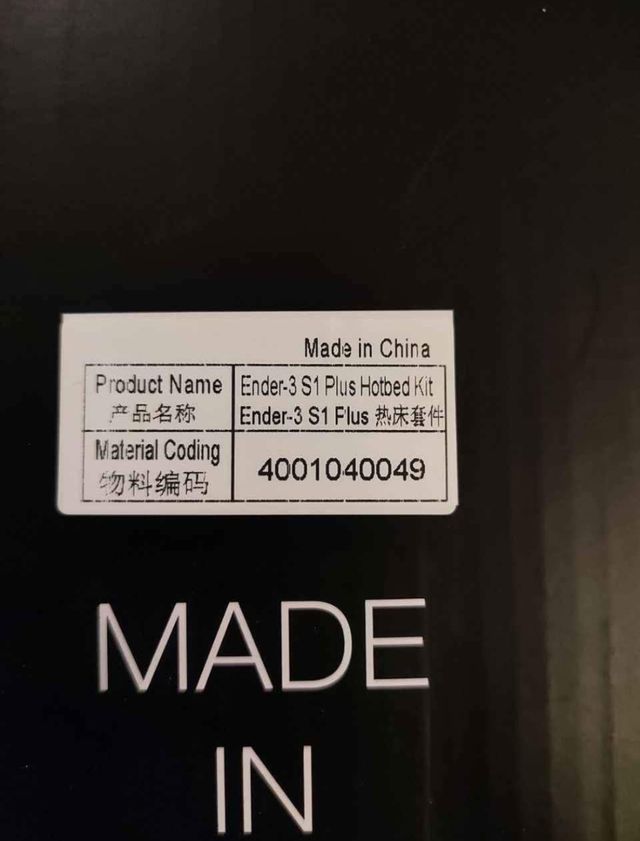 Made in China
Product Name
产品名称
Ender-3 S1 Plus Hotbed Kit
Ender-3 S1 Plus 热床套件
Material Coding
物料编码
4001040049
MADE
IN